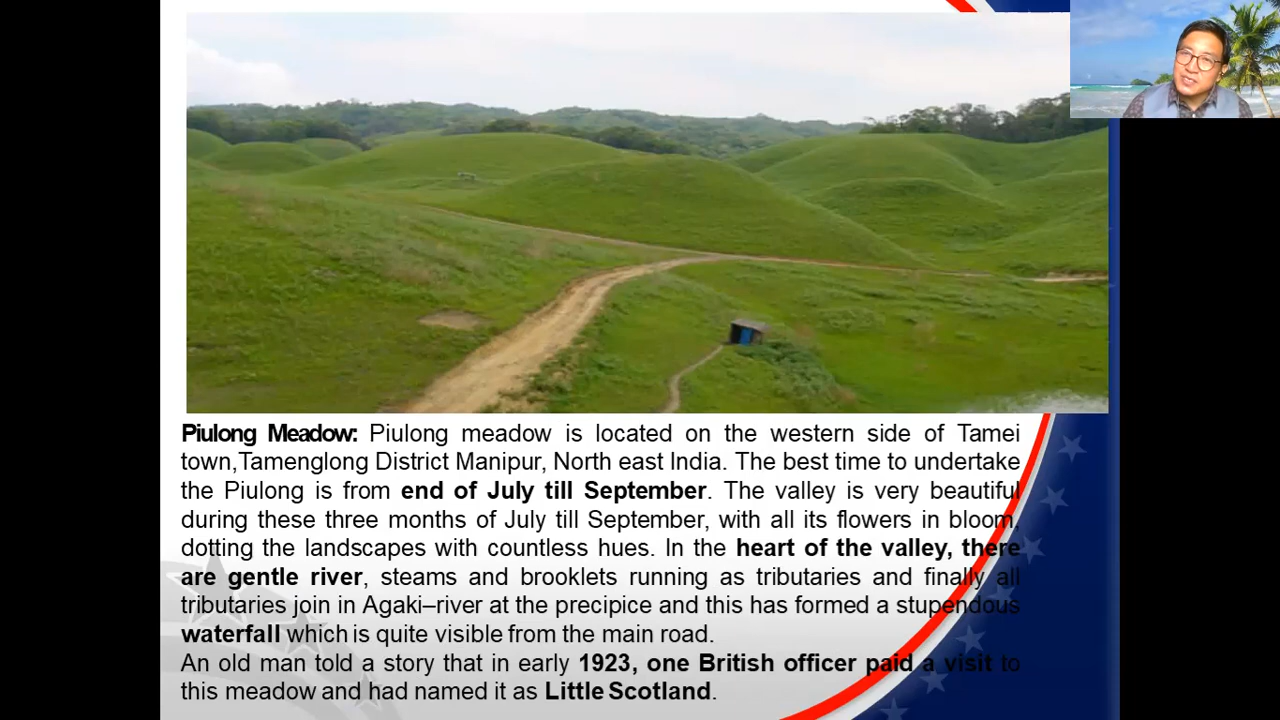 Piulong Meadow: Piulong meadow is located on the western side of Tamei
town,Tamenglong District Manipur, North east India. The best time to undertake
the Piulong is from end of July till September. The valley is very beautiful
during these three months of July till September, with all its flowers in bloom,
dotting the landscapes with countless hues. In the heart of the valley, there
are gentle river, steams and brooklets running as tributaries and finally all
tributaries join in Agaki–river at the precipice and this has formed a stupendous
waterfall which is quite visible from the main road.
An old man told a story that in early 1923, one British officer paid a visit to
this meadow and had named it as Little Scotland.